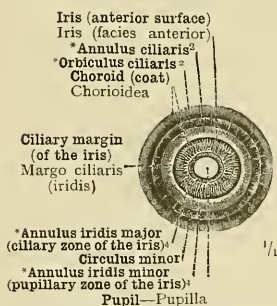 Iris (anterior surface)
Iris (facies anterior)
*Annulus ciliaris²
*Orbiculus ciliaris²
Choroid (coat)
Chorioidea
Ciliary margin
(of the iris)
Margo ciliaris
(iridis)
*Annulus iridis major
(ciliary zone of the iris)⁴
Circulus minor
*Annulus iridis minor
(pupillary zone of the iris)⁴
Pupil—Pupilla